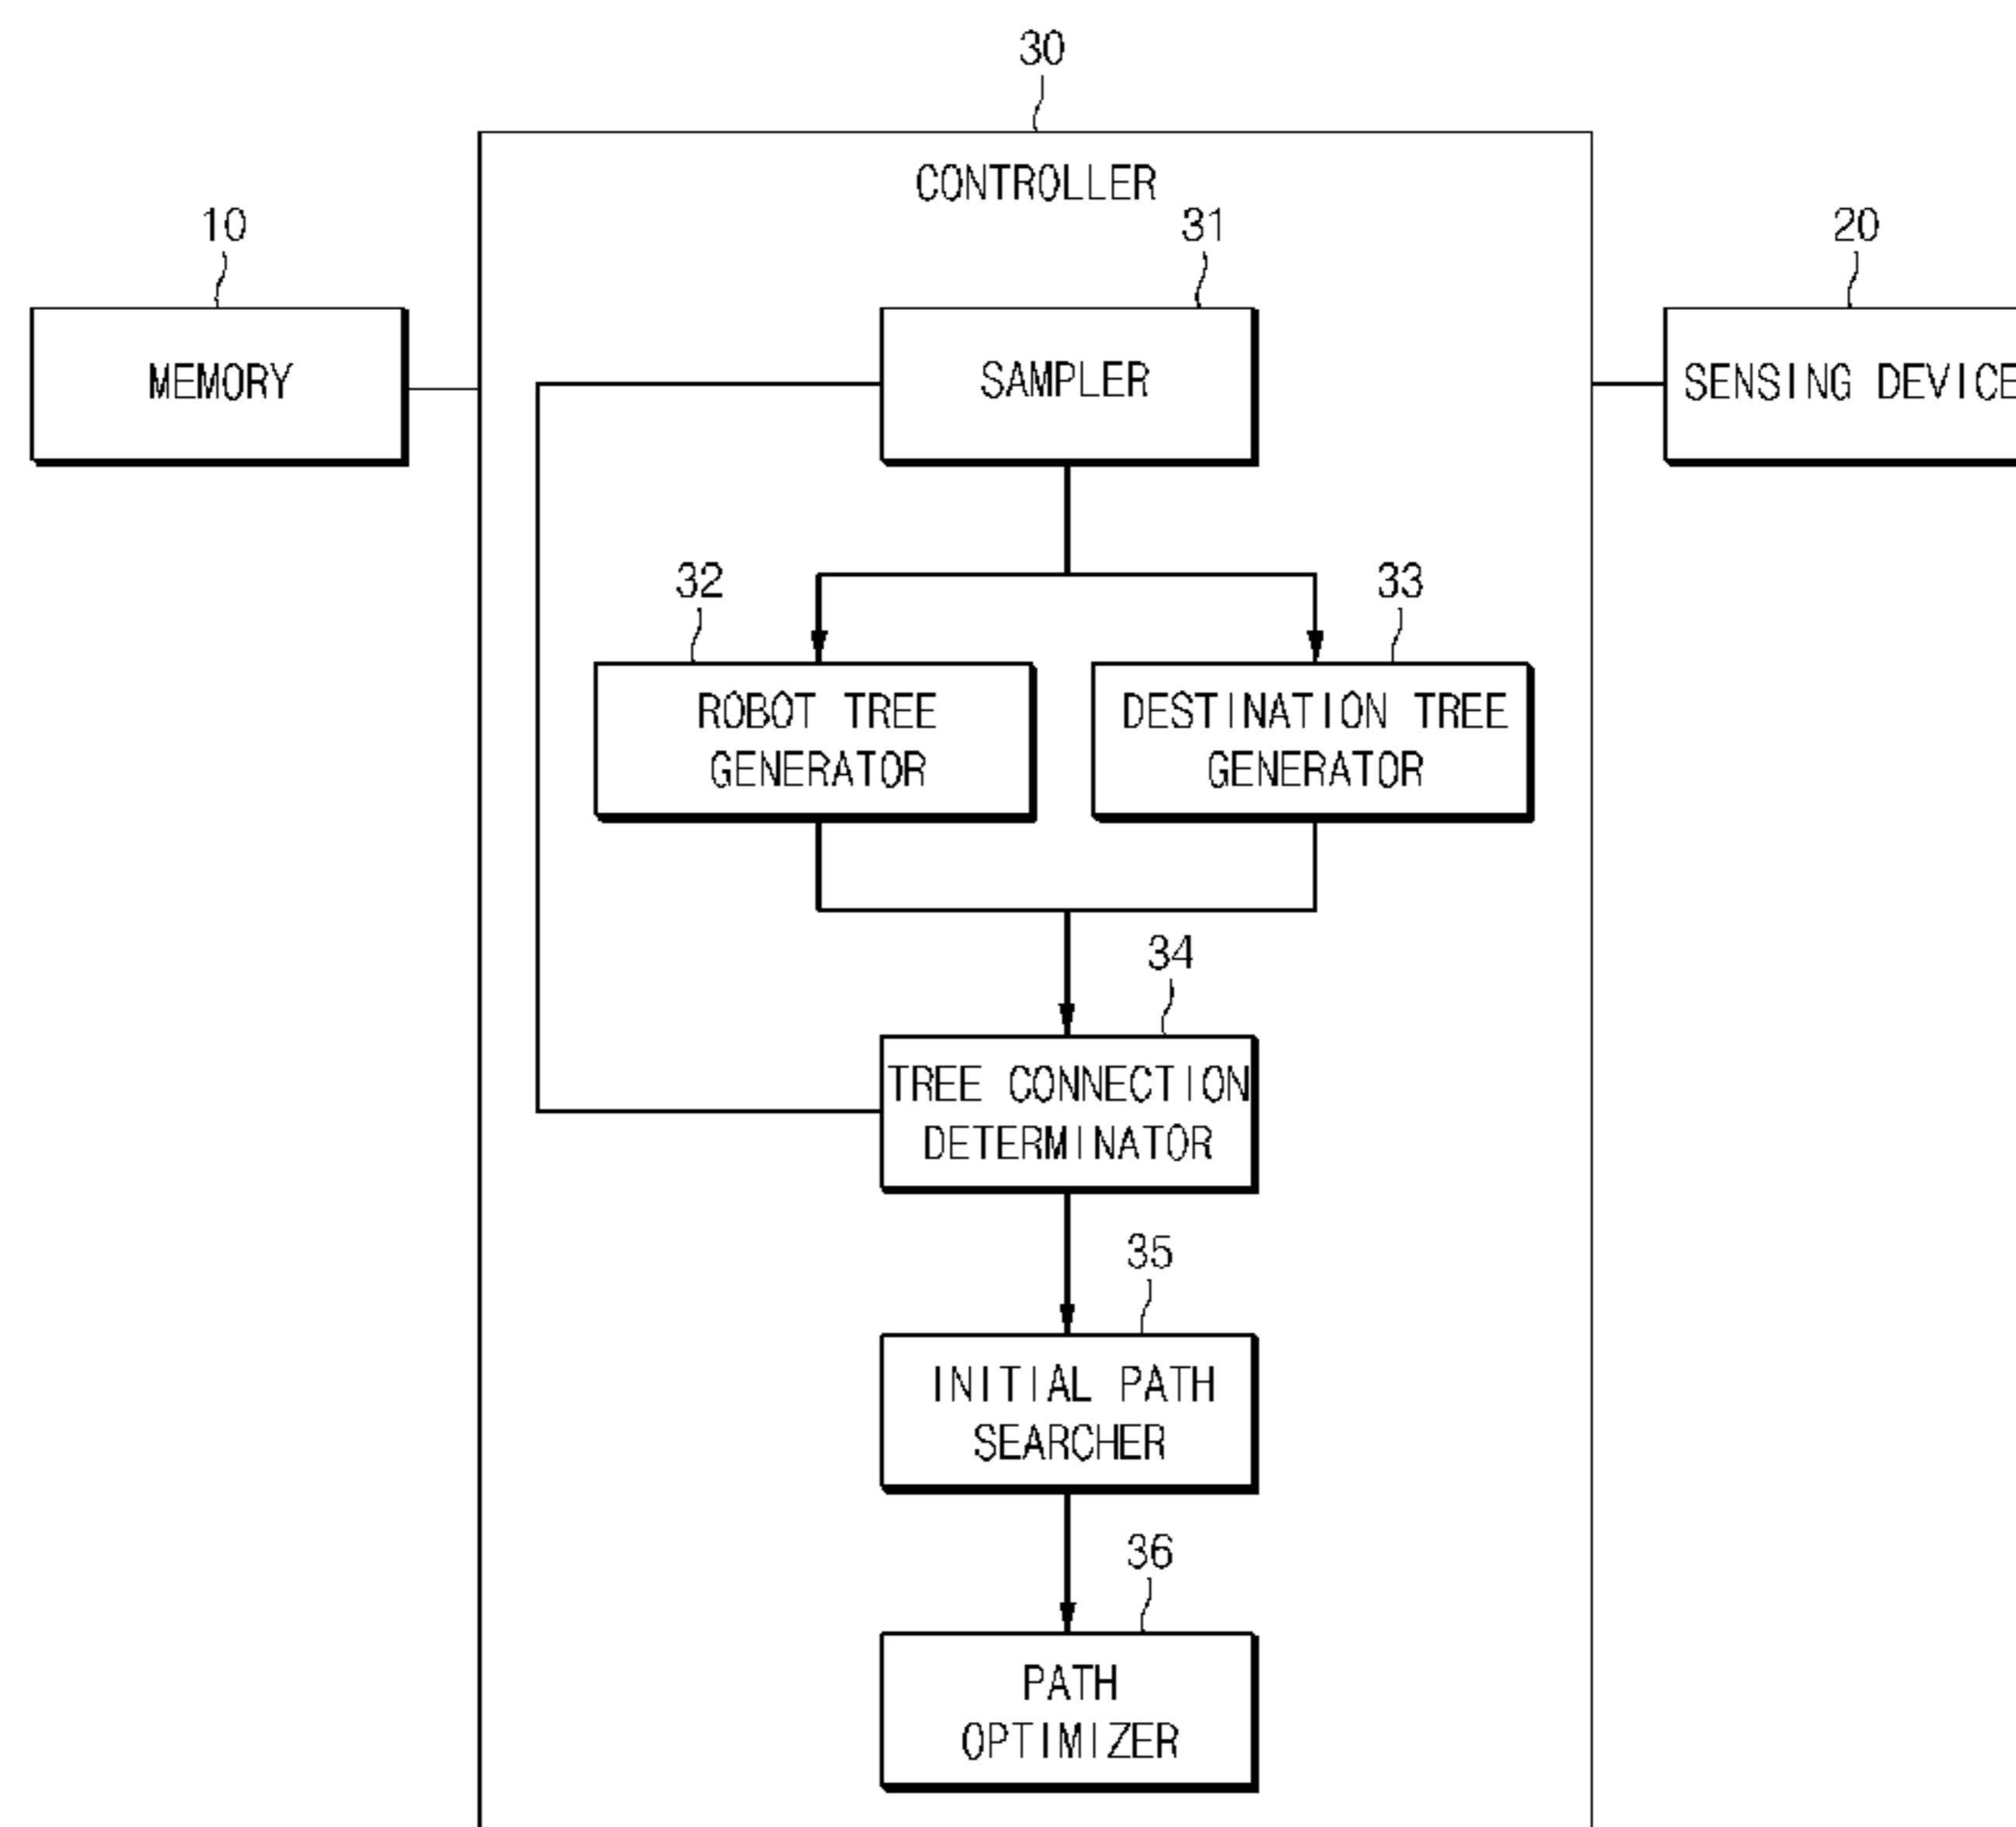 30
CONTROLLER
10
31
20
MEMORY
SAMPLER
SENSING DEVICE
32
33
ROBOT TREE
GENERATOR
DESTINATION TREE
GENERATOR
34
TREE CONNECTION
DETERMINATOR
35
INITIAL PATH
SEARCHER
36
PATH
OPTIMIZER